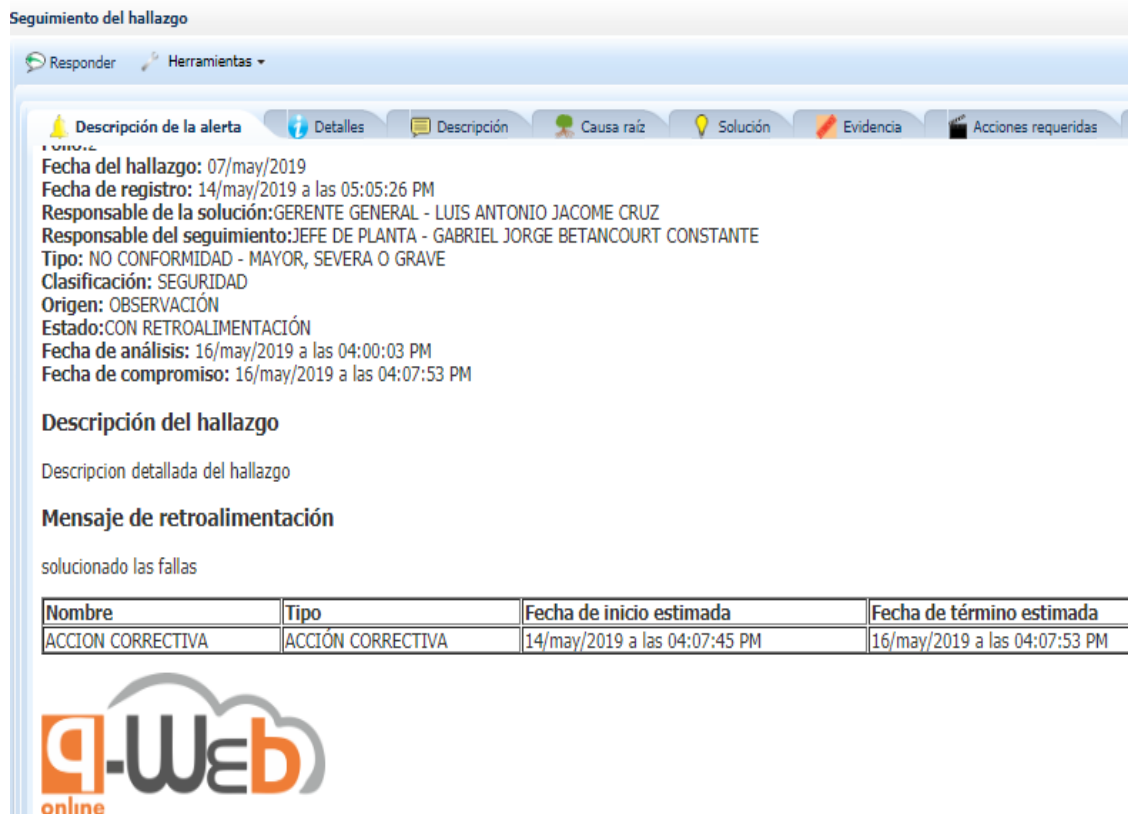 Seguimiento del hallazgo
Responder Herramientas
Descripción de la alerta Detalles Descripción Causa raíz Solución Evidencia Acciones requeridas
Folio:2
Fecha del hallazgo: 07/may/2019
Fecha de registro: 14/may/2019 a las 05:05:26 PM
Responsable de la solución:GERENTE GENERAL - LUIS ANTONIO JACOME CRUZ
Responsable del seguimiento:JEFE DE PLANTA - GABRIEL JORGE BETANCOURT CONSTANTE
Tipo: NO CONFORMIDAD - MAYOR, SEVERA O GRAVE
Clasificación: SEGURIDAD
Origen: OBSERVACIÓN
Estado:CON RETROALIMENTACIÓN
Fecha de análisis: 16/may/2019 a las 04:00:03 PM
Fecha de compromiso: 16/may/2019 a las 04:07:53 PM
Descripción del hallazgo
Descripcion detallada del hallazgo
Mensaje de retroalimentación
solucionado las fallas
Nombre Tipo Fecha de inicio estimada Fecha de término estimada
ACCION CORRECTIVA ACCIÓN CORRECTIVA 14/may/2019 a las 04:07:45 PM 16/may/2019 a las 04:07:53 PM
q-Web
online